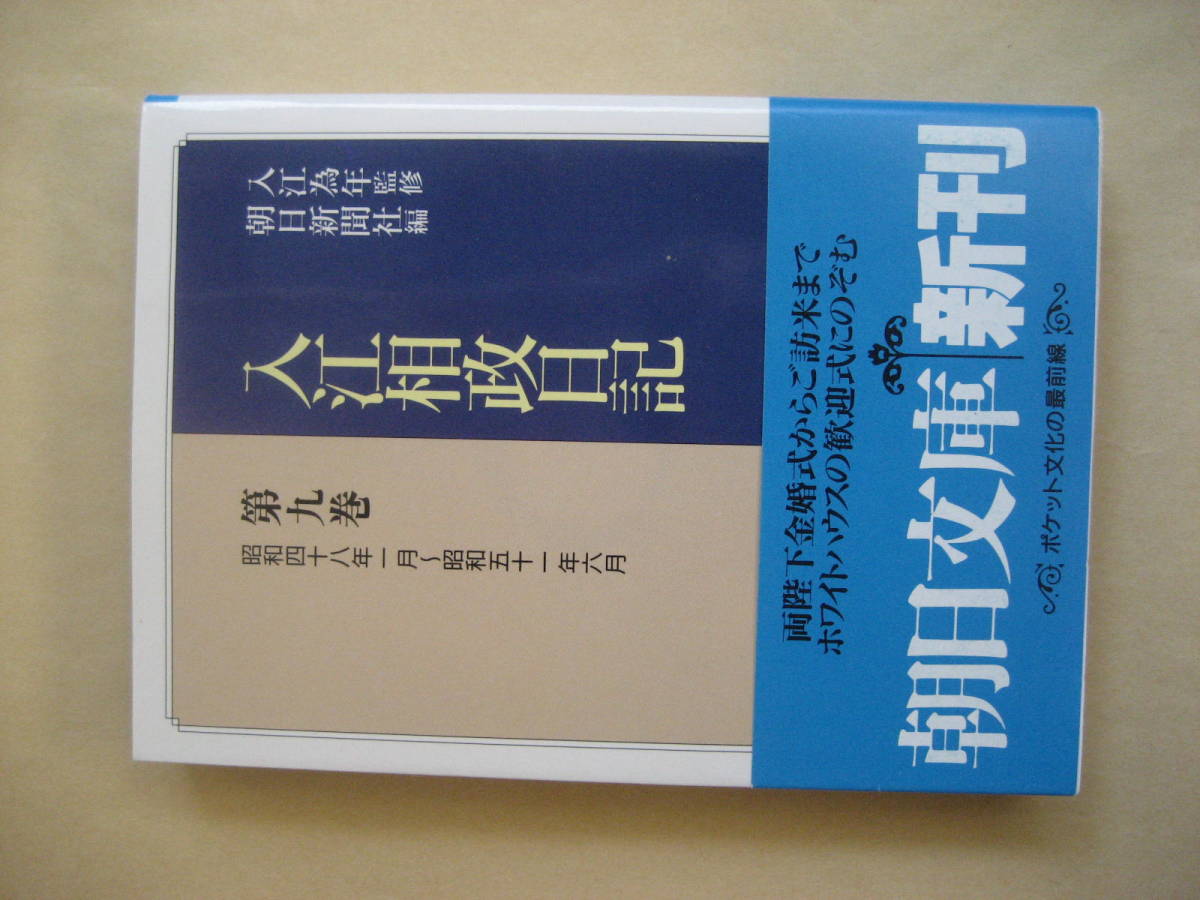 入江為年監修
朝日新聞社編
入江相政日記
第九巻
昭和四十八年一月～昭和五十一年六月
両陛下金婚式からご訪米まで
ホワイトハウスの歓迎式にのぞむ
朝日文庫新刊
ポケット文化の最前線